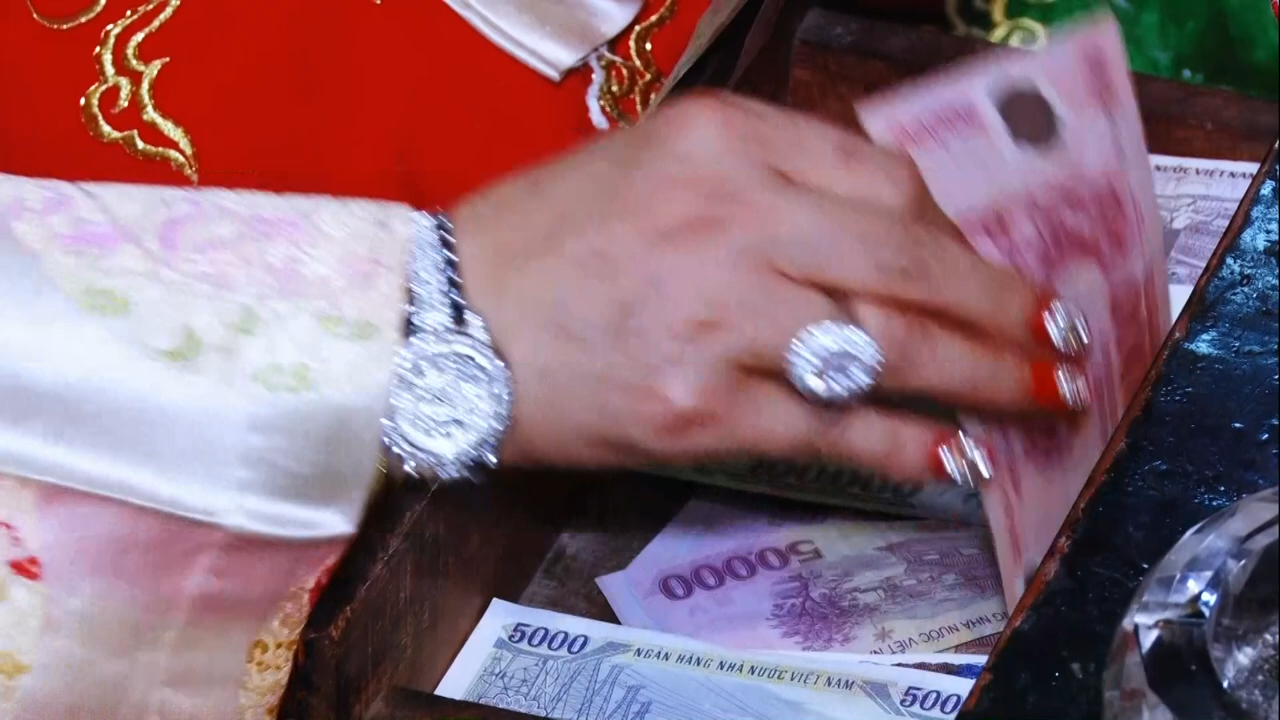 NƯỚC VIỆT NAM
50000
NHÀ NƯỚC VIỆT N
5000
NGÂN HÀNG NHÀ NƯỚC VIỆT NAM
500